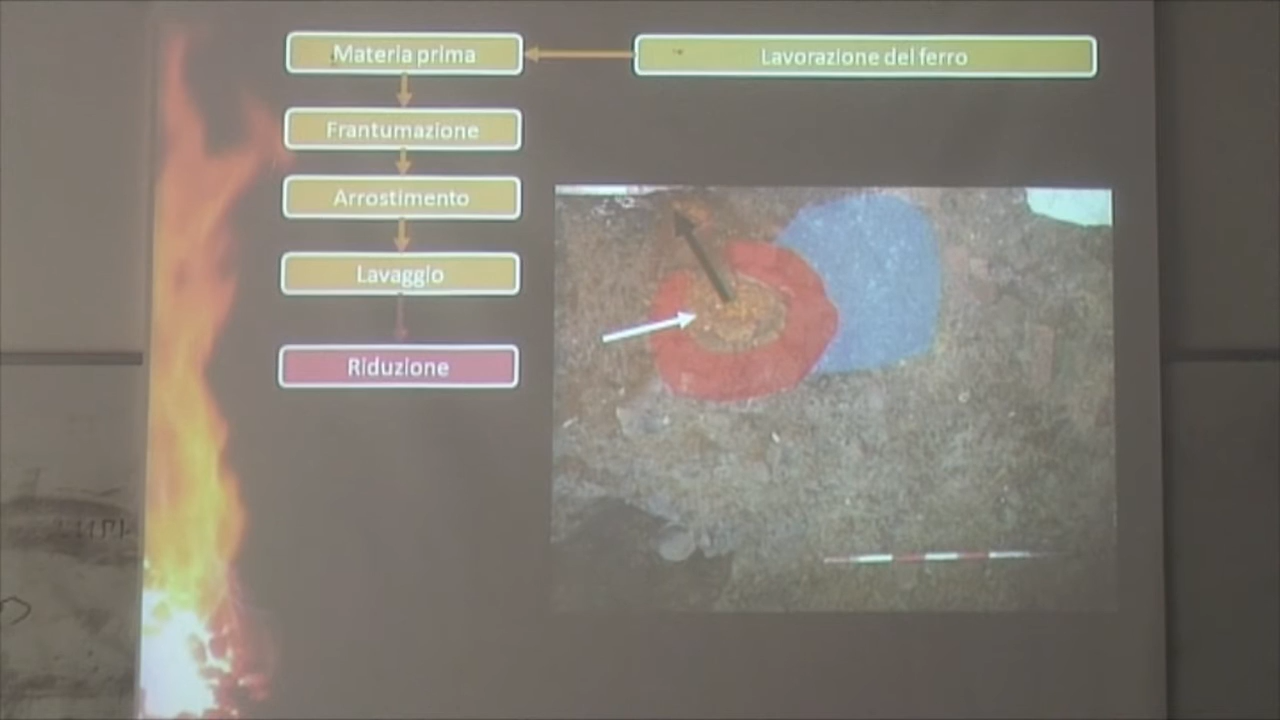 Materia prima
Lavorazione del ferro
Frantumazione
Arrostimento
Lavaggio
Riduzione